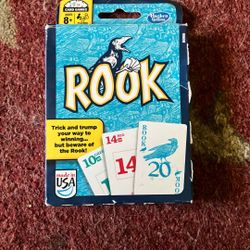 CARD GAMES
8+
Hasbro
Gaming
ROOK
Trick and trump
your way to
winning...
but beware of
the Rook!
made in
USA
10
14
14
ROOK
20
ROOK